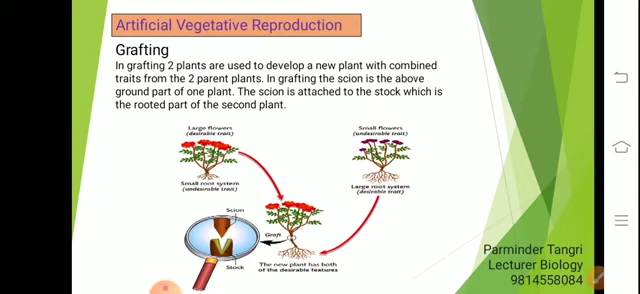 Artificial Vegetative Reproduction
Grafting
In grafting 2 plants are used to develop a new plant with combined
traits from the 2 parent plants. In grafting the scion is the above
ground part of one plant. The scion is attached to the stock which is
the rooted part of the second plant.
Large flowers
(desirable trait)
Small root system
(undesirable trait)
Small flowers
(undesirable trait)
Large root system
(desirable trait)
Scion
Graft
Stock
The new plant has both
of the desirable features
Parminder Tangri
Lecturer Biology
9814558084